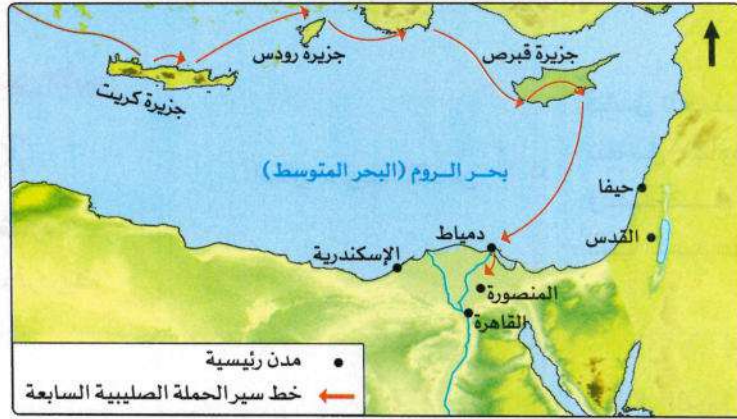 جزيرة كريت
جزيرة رودس
جزيرة قبرص
بحر الروم (البحر المتوسط)
حيفا
القدس
دمياط
الإسكندرية
المنصورة
القاهرة
مدن رئيسية
خط سير الحملة الصليبية السابعة